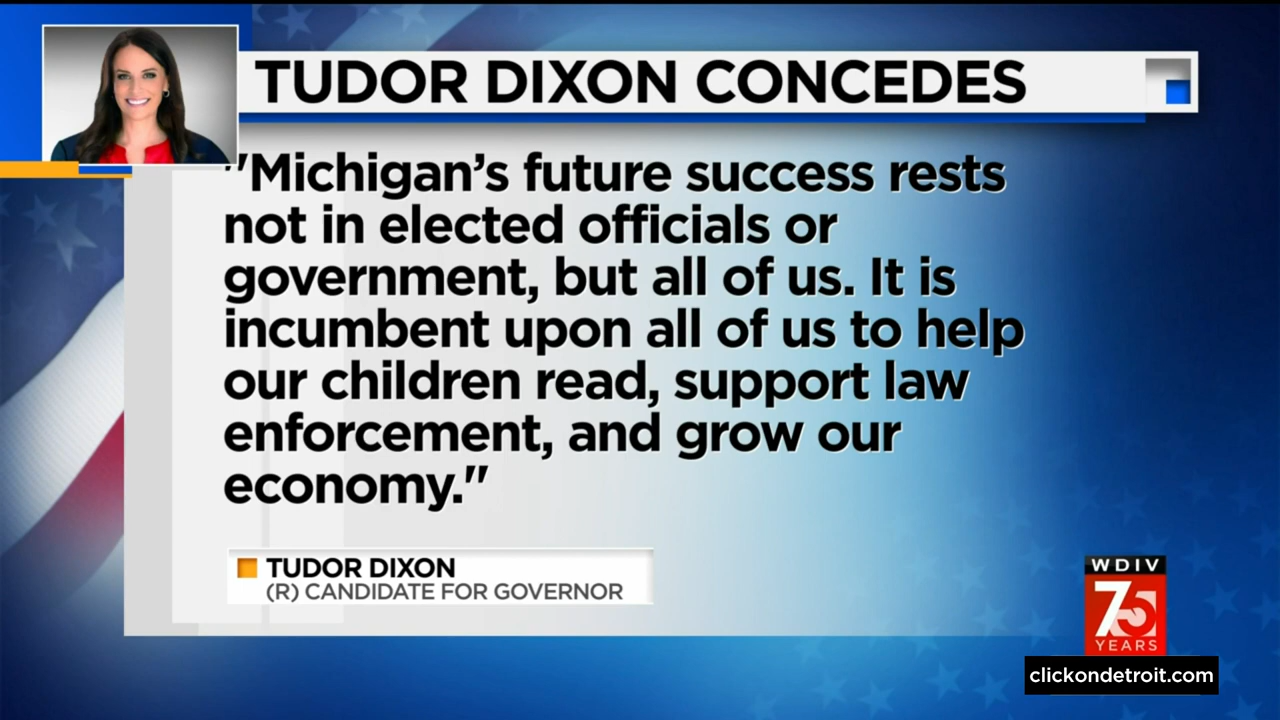 TUDOR DIXON CONCEDES
"Michigan’s future success rests
not in elected officials or
government, but all of us. It is
incumbent upon all of us to help
our children read, support law
enforcement, and grow our
economy."
TUDOR DIXON
(R) CANDIDATE FOR GOVERNOR
WDIV
75
YEARS
clickondetroit.com